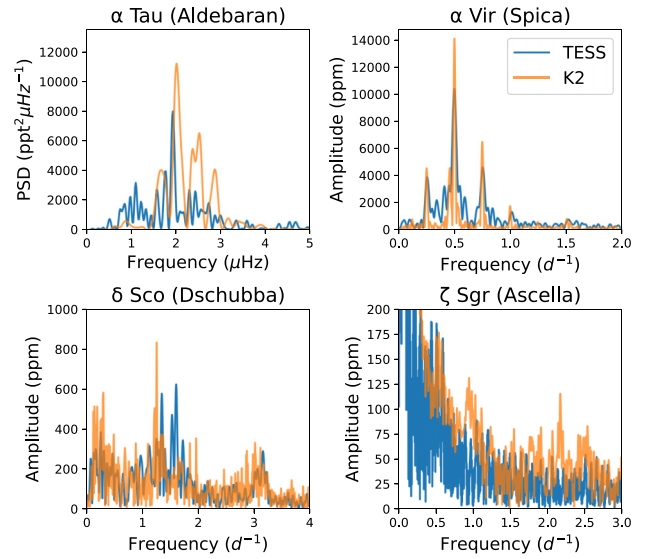 α Tau (Aldebaran)
PSD (ppt²μHz⁻¹)
12000
10000
8000
6000
4000
2000
0
0 1 2 3 4 5
Frequency (μHz)
α Vir (Spica)
TESS
K2
Amplitude (ppm)
14000
12000
10000
8000
6000
4000
2000
0
0.0 0.5 1.0 1.5 2.0
Frequency (d⁻¹)
δ Sco (Dschubba)
Amplitude (ppm)
1000
800
600
400
200
0
0 1 2 3 4
Frequency (d⁻¹)
ζ Sgr (Ascella)
Amplitude (ppm)
200
175
150
125
100
75
50
25
0
0.0 0.5 1.0 1.5 2.0 2.5 3.0
Frequency (d⁻¹)